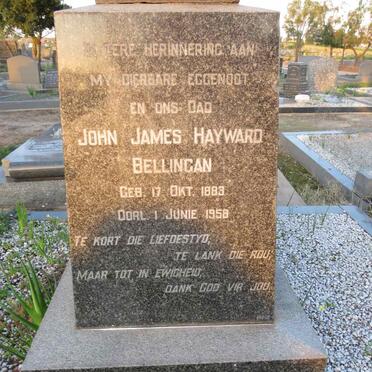 TERE HERINNERING AAN
MY DIERBARE EGGENOOT
EN ONS DAD
JOHN JAMES HAYWARD
BELLINGAN
GEB. 17. OKT. 1883
OORL. 1. JUNIE 1958
TE KORT DIE LIEFDESTYD,
TE LANK DIE ROU,
MAAR TOT IN EWIGHEID,
DANK GOD VIR JOU.